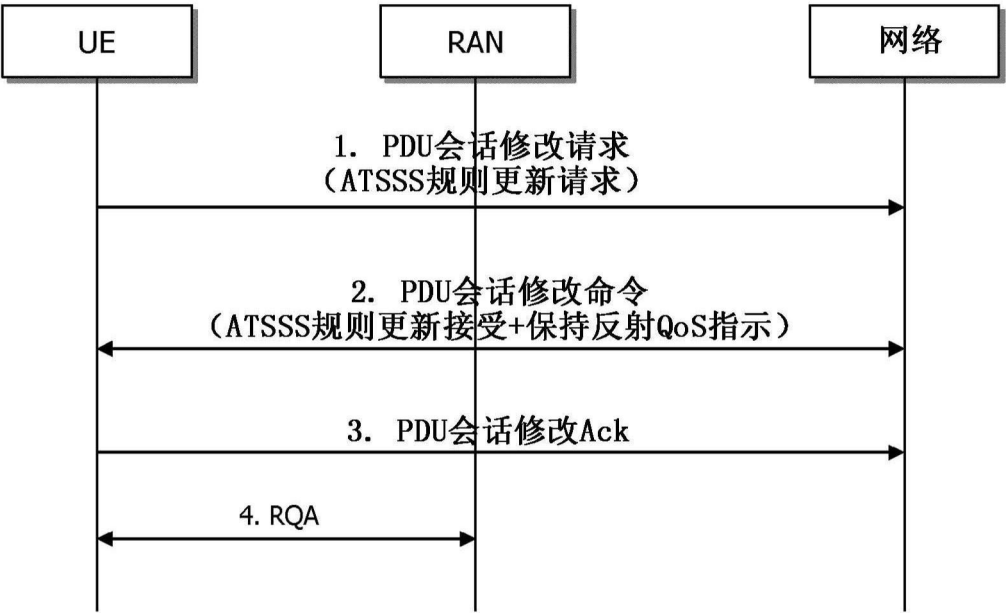 UE
RAN
网络
1. PDU会话修改请求
（ATSSS规则更新请求）
2. PDU会话修改命令
（ATSSS规则更新接受+保持反射QoS指示）
3. PDU会话修改Ack
4. RQA